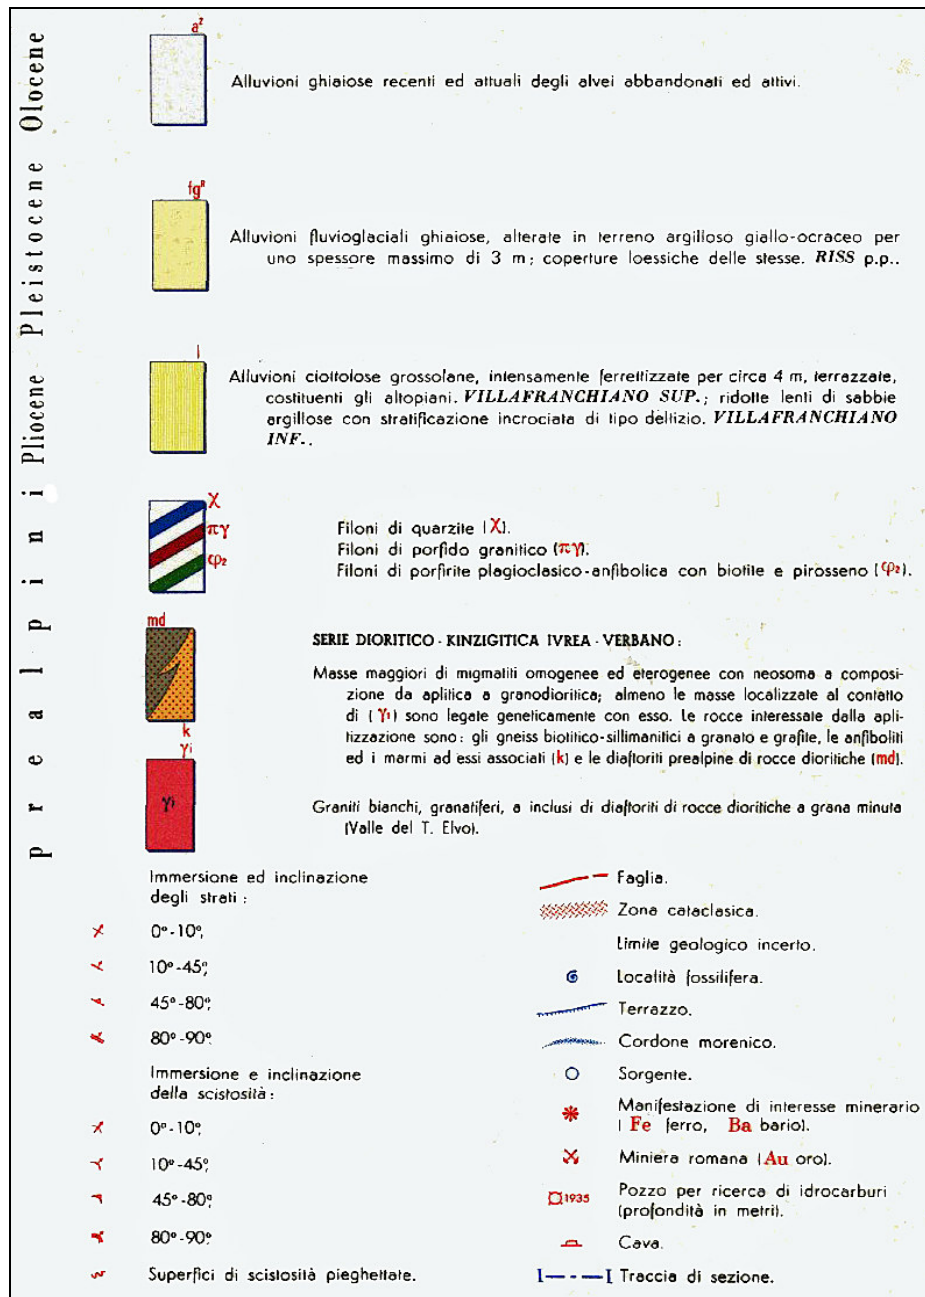 Olocene
a²
Alluvioni ghiaiose recenti ed attuali degli alvei abbandonati ed attivi.
Pleistocene
fgᴿ
Alluvioni fluvioglaciali ghiaiose, alterate in terreno argilloso giallo-ocraceo per
uno spessore massimo di 3 m; coperture loessiche delle stesse. RISS p.p..
Pliocene
l
Alluvioni ciottolose grossolane, intensamente ferrettizzate per circa 4 m, terrazzate,
costituenti gli altopiani. VILLAFRANCHIANO SUP.; ridotte lenti di sabbie
argillose con stratificazione incrociata di tipo deltizio. VILLAFRANCHIANO
INF..
prealpini
χ
πγ
φ₂
Filoni di quarzite (χ).
Filoni di porfido granitico (πγ).
Filoni di porfirite plagioclasico-anfibolica con biotite e pirosseno (φ₂).
md
k
SERIE DIORITICO - KINZIGITICA IVREA - VERBANO :
Masse maggiori di migmatiti omogenee ed eterogenee con neosoma a composi-
zione da aplitica a granodioritica; almeno le masse localizzate al contatto
di (γi) sono legate geneticamente con esso. Le rocce interessate dalla apli-
tizzazione sono: gli gneiss biotitico-sillimanitici a granato e grafite, le anfiboliti
ed i marmi ad essi associati (k) e le diaftoriti prealpine di rocce dioritiche (md).
γi
γi
Graniti bianchi, granatiferi, a inclusi di diaftoriti di rocce dioritiche a grana minuta
(Valle del T. Elvo).
Immersione ed inclinazione
degli strati :
0°-10°;
10°-45°;
45°-80°;
80°-90°.
Immersione e inclinazione
della scistosità :
0°-10°;
10°-45°;
45°-80°;
80°-90°.
Superfici di scistosità pieghettate.
Faglia.
Zona cataclasica.
Limite geologico incerto.
Località fossilifera.
Terrazzo.
Cordone morenico.
Sorgente.
Manifestazione di interesse minerario
( Fe ferro, Ba bario).
Miniera romana (Au oro).
1935 Pozzo per ricerca di idrocarburi
(profondità in metri).
Cava.
I I Traccia di sezione.